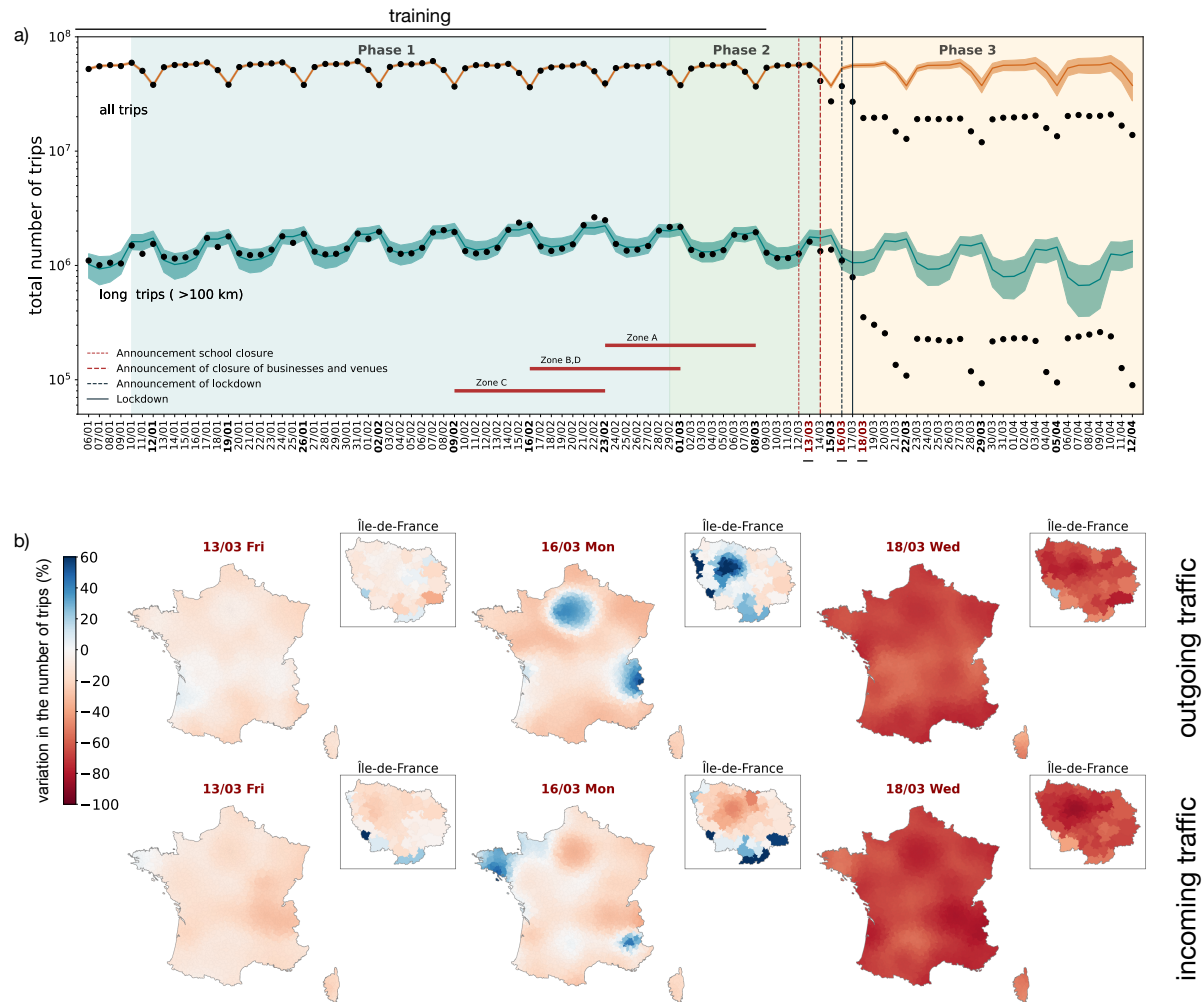 training
a)
10⁸
Phase 1
Phase 2
Phase 3
all trips
10⁷
total number of trips
10⁶
long trips ( >100 km)
Zone A
Announcement school closure
Zone B,D
Announcement of closure of businesses and venues
Announcement of lockdown
Zone C
Lockdown
10⁵
06/01 07/01 08/01 09/01 10/01 11/01 12/01 13/01 14/01 15/01 16/01 17/01 18/01 19/01 20/01 21/01 22/01 23/01 24/01 25/01 26/01 27/01 28/01 29/01 30/01 31/01 01/02 02/02 03/02 04/02 05/02 06/02 07/02 08/02 09/02 10/02 11/02 12/02 13/02 14/02 15/02 16/02 17/02 18/02 19/02 20/02 21/02 22/02 23/02 24/02 25/02 26/02 27/02 28/02 29/02 01/03 02/03 03/03 04/03 05/03 06/03 07/03 08/03 09/03 10/03 11/03 12/03 13/03 14/03 15/03 16/03 17/03 18/03 19/03 20/03 21/03 22/03 23/03 24/03 25/03 26/03 27/03 28/03 29/03 30/03 31/03 01/04 02/04 03/04 04/04 05/04 06/04 07/04 08/04 09/04 10/04 11/04 12/04
b)
variation in the number of trips (%)
60
40
20
0
−20
−40
−60
−80
−100
13/03 Fri
Île-de-France
16/03 Mon
Île-de-France
18/03 Wed
Île-de-France
outgoing traffic
13/03 Fri
Île-de-France
16/03 Mon
Île-de-France
18/03 Wed
Île-de-France
incoming traffic